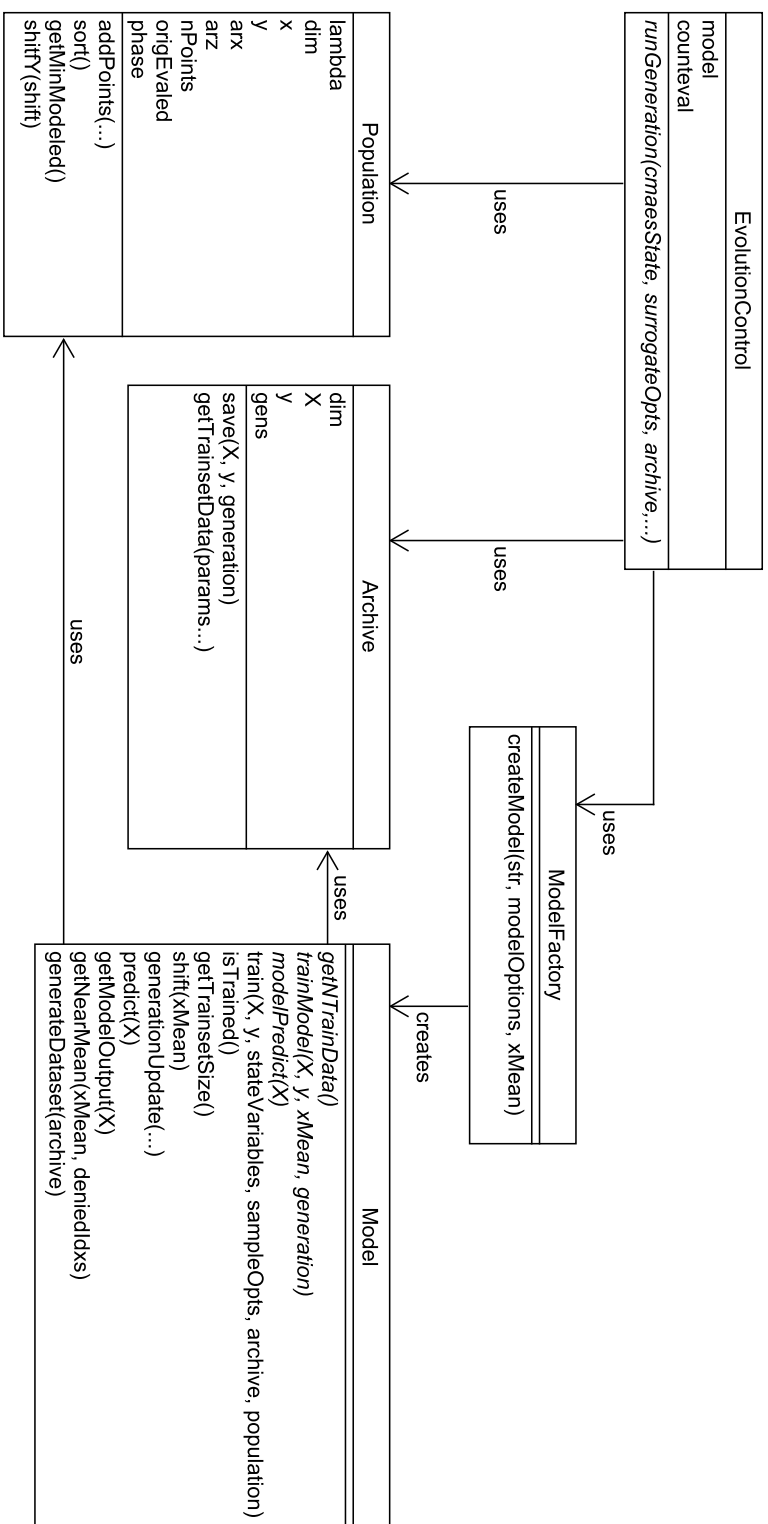 EvolutionControl
model
counteval
runGeneration(cmaesState, surrogateOpts, archive,...)
uses
uses
uses
ModelFactory
createModel(str, modelOptions, xMean)
creates
Population
lambda
dim
x
y
arx
arz
nPoints
origEvaled
phase
addPoints(...)
sort()
getMinModeled()
shitfY(shift)
Archive
dim
X
y
gens
save(X, y, generation)
getTrainsetData(params...)
uses
Model
getNTrainData()
trainModel(X, y, xMean, generation)
modelPredict(X)
train(X, y, stateVariables, sampleOpts, archive, population)
isTrained()
getTrainsetSize()
shift(xMean)
generationUpdate(...)
predict(X)
getModelOutput(X)
getNearMean(xMean, deniedIdxs)
generateDataset(archive)
uses